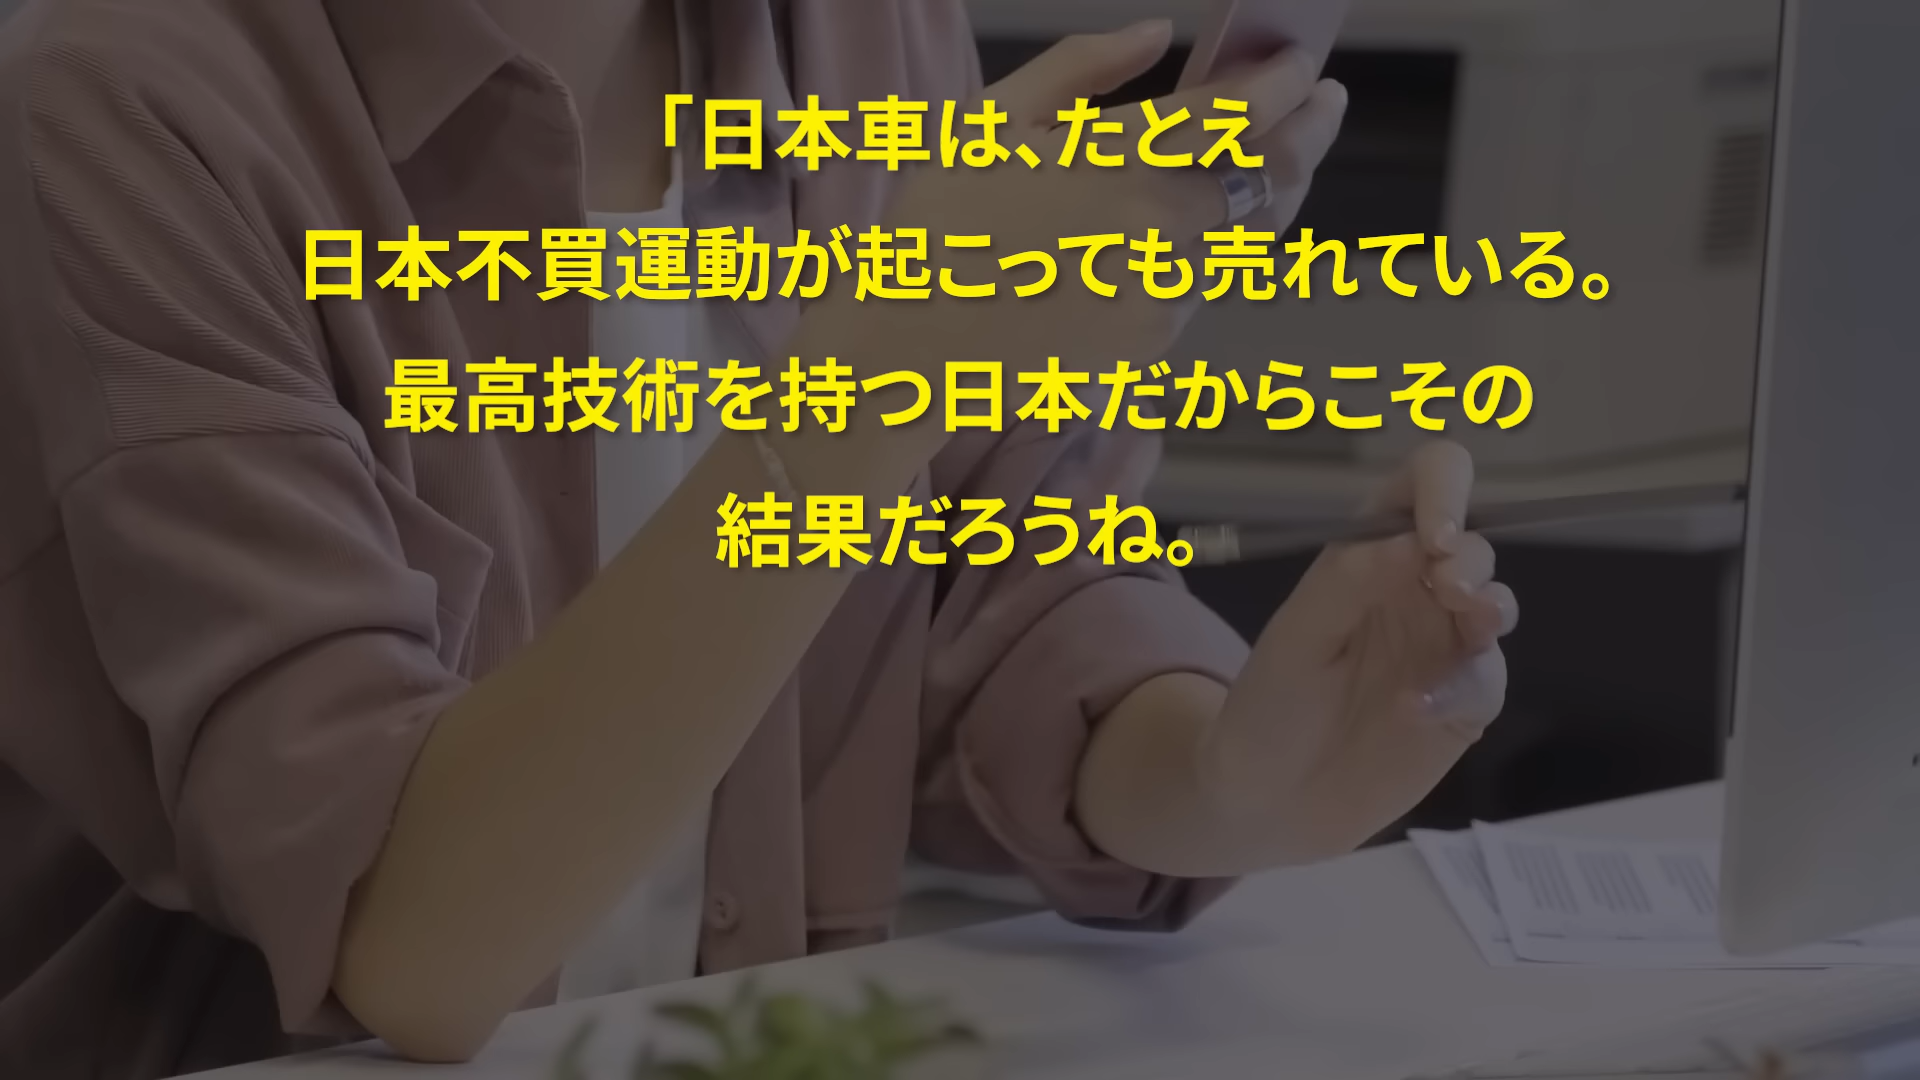 「日本車は、たとえ
日本不買運動が起こっても売れている。
最高技術を持つ日本だからこその
結果だろうね。